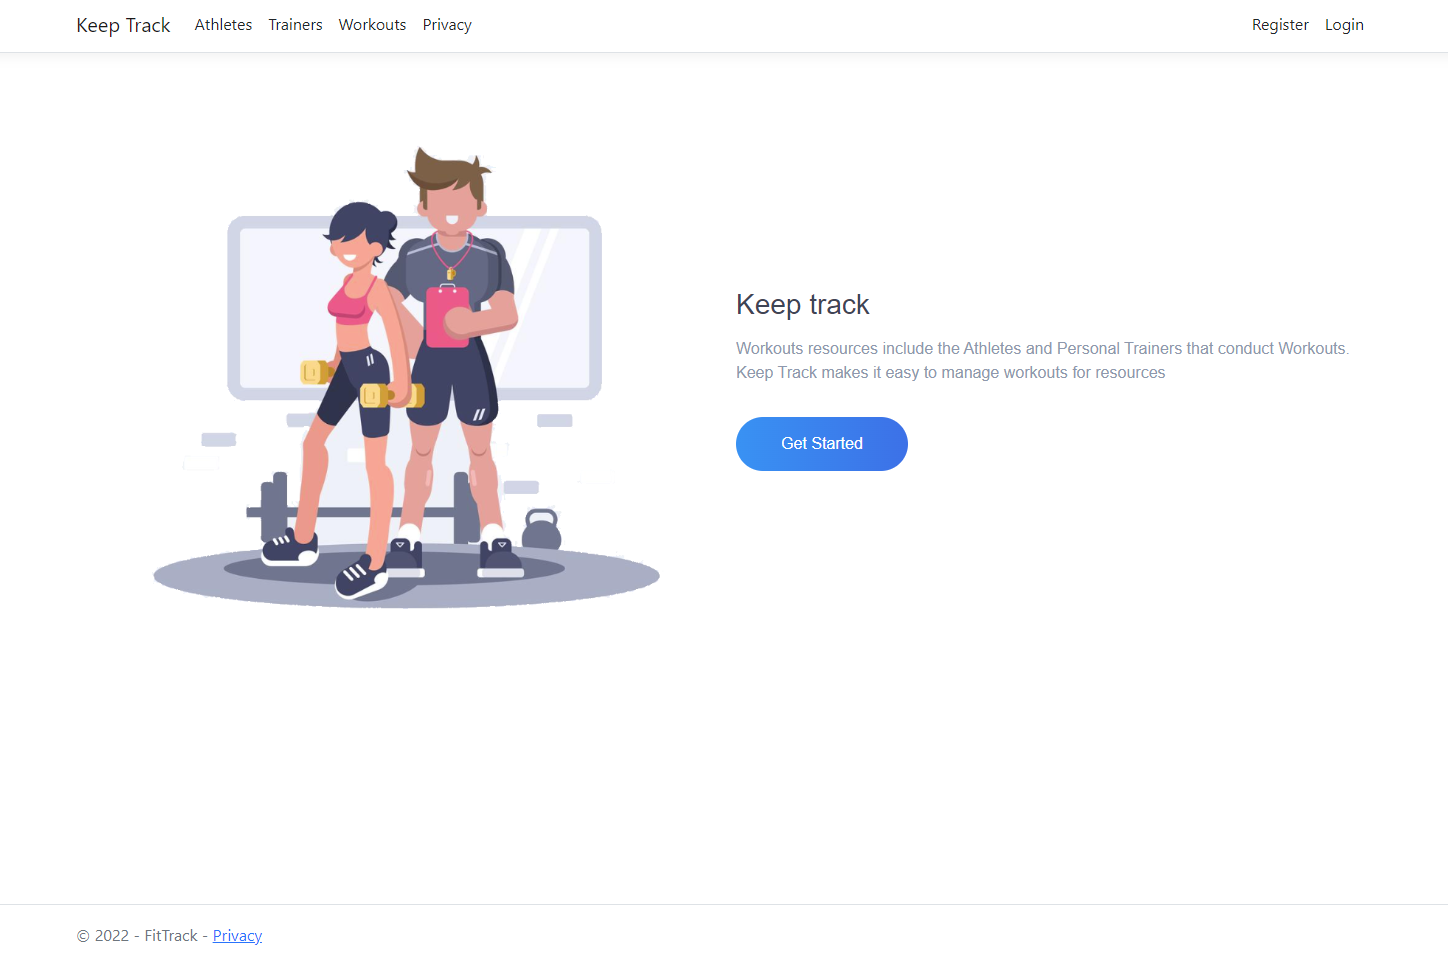 Keep Track Athletes Trainers Workouts Privacy Register Login
Keep track
Workouts resources include the Athletes and Personal Trainers that conduct Workouts.
Keep Track makes it easy to manage workouts for resources
Get Started
© 2022 - FitTrack - Privacy